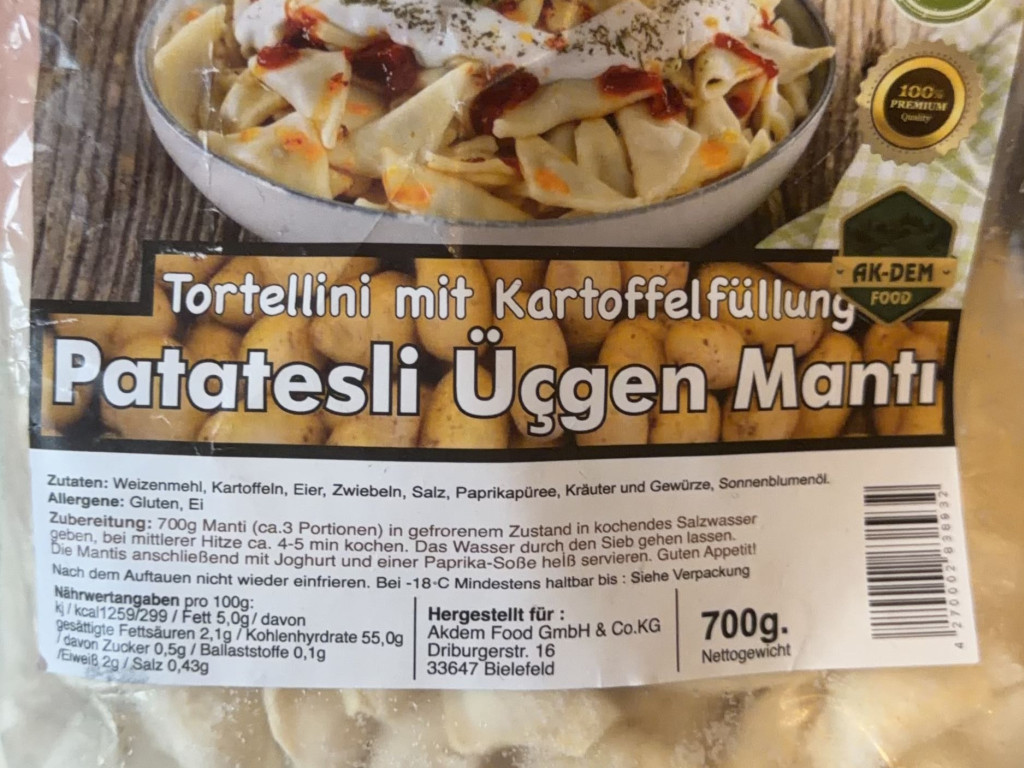 100%
PREMIUM
Quality
AK-DEM
FOOD
Tortellini mit Kartoffelfüllung
Patatesli Üçgen Mantı
Zutaten: Weizenmehl, Kartoffeln, Eier, Zwiebeln, Salz, Paprikapüree, Kräuter und Gewürze, Sonnenblumenöl.
Allergene: Gluten, Ei
Zubereitung: 700g Manti (ca.3 Portionen) in gefrorenem Zustand in kochendes Salzwasser
geben, bei mittlerer Hitze ca. 4-5 min kochen. Das Wasser durch den Sieb gehen lassen.
Die Mantis anschließend mit Joghurt und einer Paprika-Soße heiß servieren. Guten Appetit!
Nach dem Auftauen nicht wieder einfrieren. Bei -18◦C Mindestens haltbar bis : Siehe Verpackung
Nährwertangaben pro 100g:
kj / kcal1259/299 / Fett 5,0g / davon
gesättigte Fettsäuren 2,1g / Kohlenhyrdrate 55,0g
/ davon Zucker 0,5g / Ballaststoffe 0,1g
/Eiweiß 2g / Salz 0,43g
Hergestellt für :
Akdem Food GmbH & Co.KG
Driburgerstr. 16
33647 Bielefeld
700g.
Nettogewicht
4 270002 838932